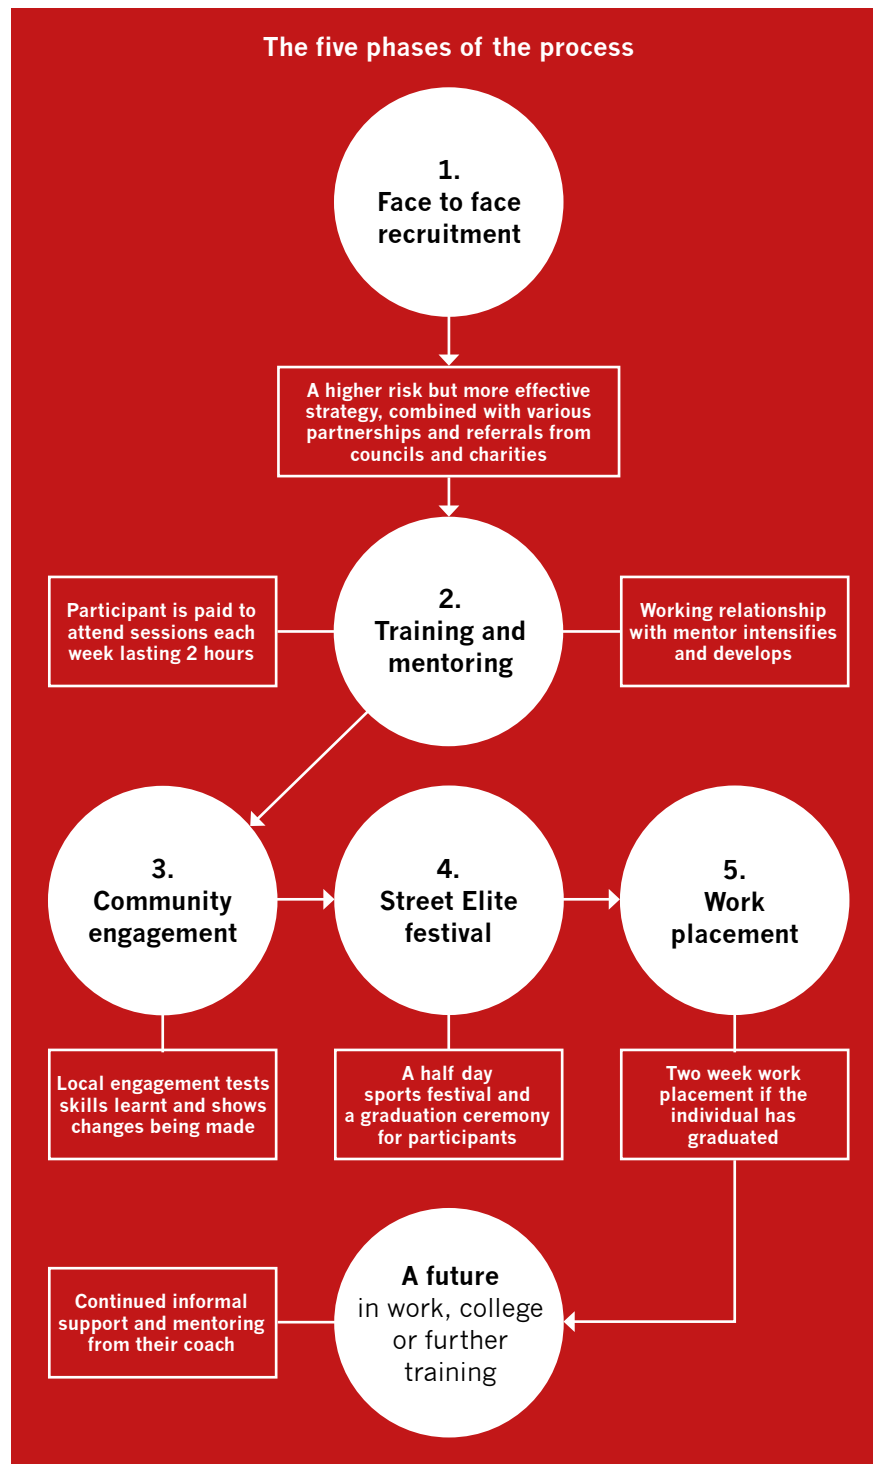 The five phases of the process
1.
Face to face
recruitment
A higher risk but more effective
strategy, combined with various
partnerships and referrals from
councils and charities
2.
Training and
mentoring
Participant is paid to
attend sessions each
week lasting 2 hours
Working relationship
with mentor intensifies
and develops
3.
Community
engagement
4.
Street Elite
festival
5.
Work
placement
Local engagement tests
skills learnt and shows
changes being made
A half day
sports festival and
a graduation ceremony
for participants
Two week work
placement if the
individual has
graduated
A future
in work, college
or further
training
Continued informal
support and mentoring
from their coach